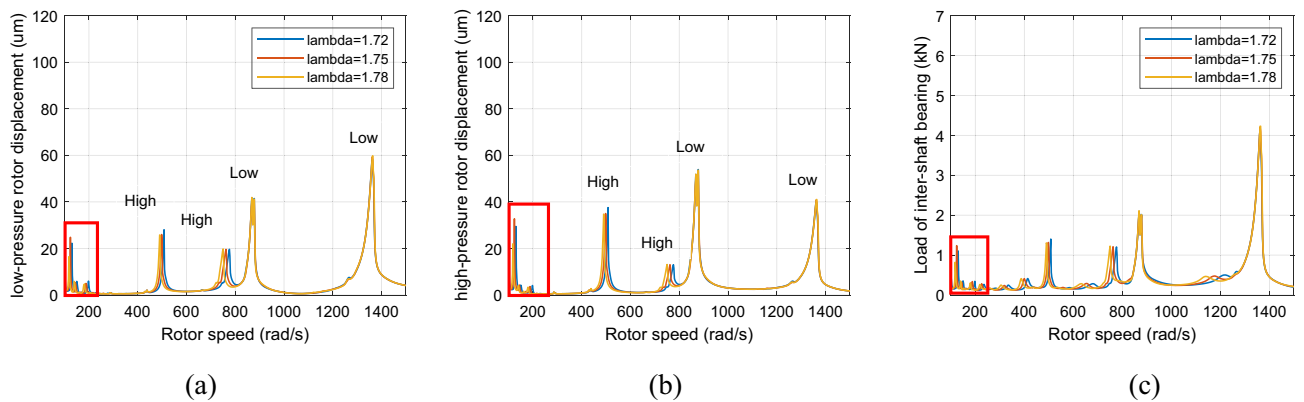 (a)
120
100
80
60
40
20
0
low-pressure rotor displacement (um)
lambda=1.72
lambda=1.75
lambda=1.78
High
High
Low
Low
200 400 600 800 1000 1200 1400
Rotor speed (rad/s)
(a)
(b)
120
100
80
60
40
20
0
high-pressure rotor displacement (um)
High
High
Low
Low
200 400 600 800 1000 1200 1400
Rotor speed (rad/s)
(b)
(c)
7
6
5
4
3
2
1
0
Load of inter-shaft bearing (kN)
lambda=1.72
lambda=1.75
lambda=1.78
200 400 600 800 1000 1200 1400
Rotor speed (rad/s)
(c)